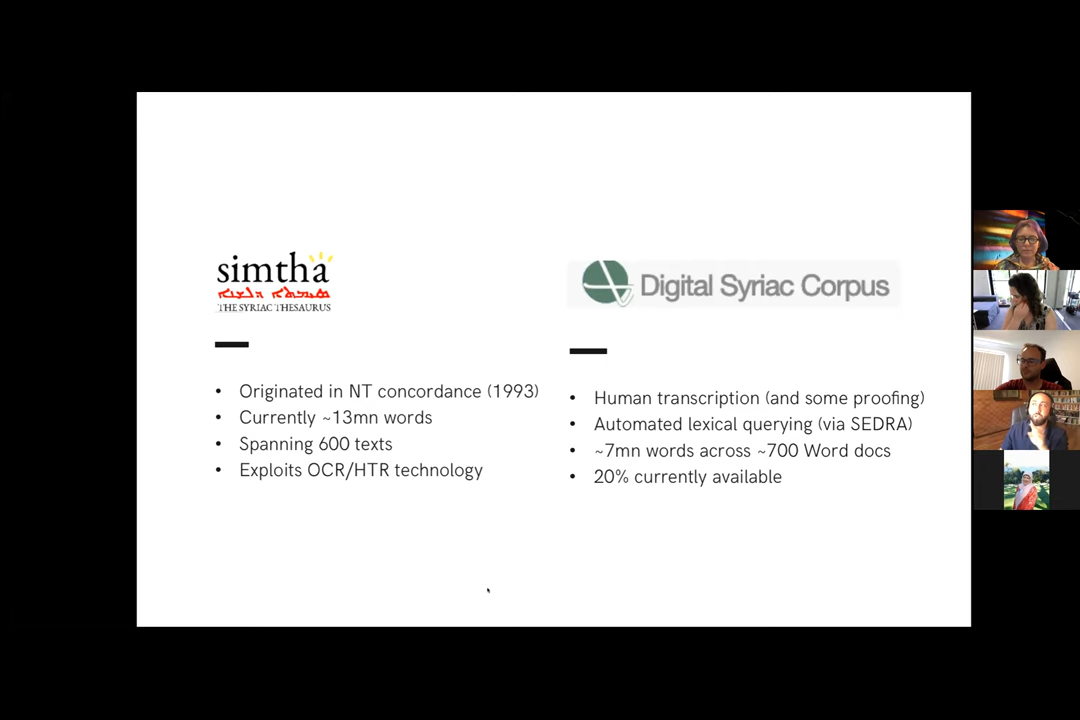 simtha
ܣܝܡܬܐ ܕܠܫܢܐ
THE SYRIAC THESAURUS
• Originated in NT concordance (1993)
• Currently ~13mn words
• Spanning 600 texts
• Exploits OCR/HTR technology
Digital Syriac Corpus
• Human transcription (and some proofing)
• Automated lexical querying (via SEDRA)
• ~7mn words across ~700 Word docs
• 20% currently available